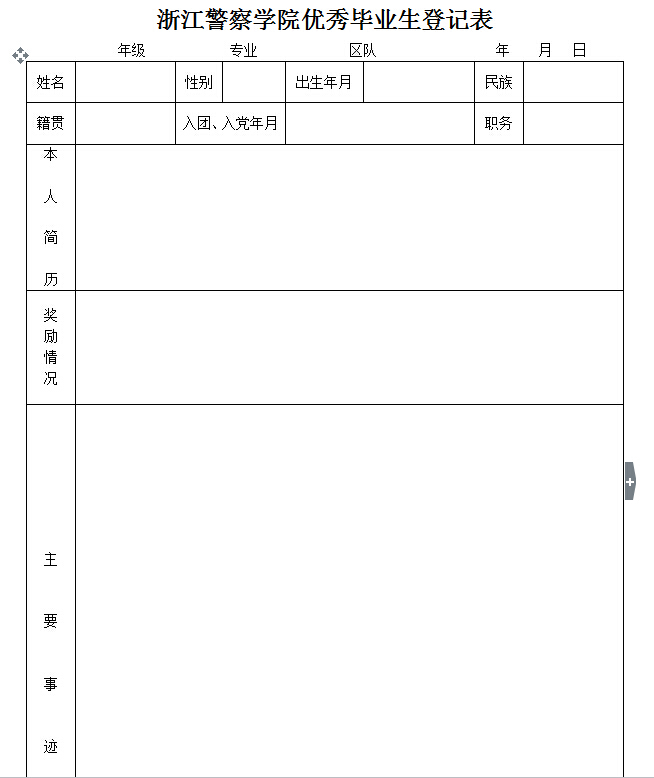 浙江警察学院优秀毕业生登记表
年级 专业 区队 年 月 日
姓名 性别 出生年月 民族
籍贯 入团、入党年月 职务
本
人
简
历
奖
励
情
况
主
要
事
迹